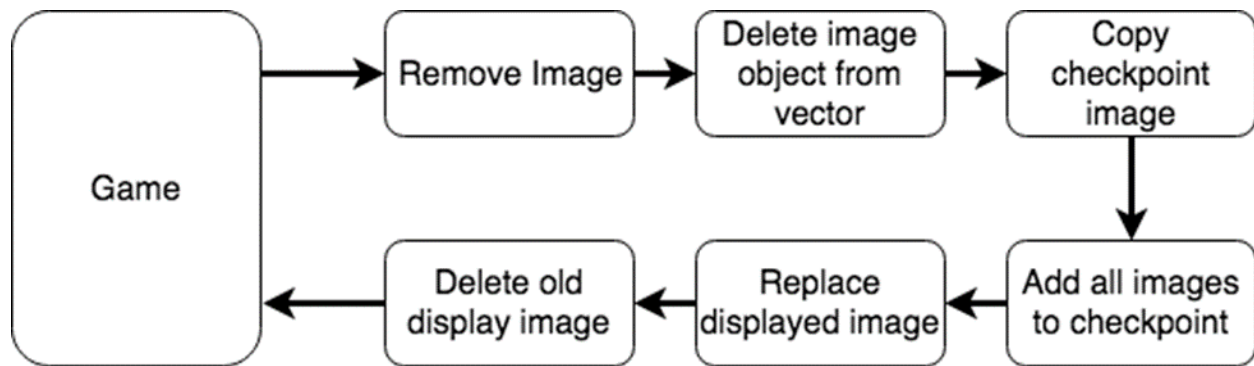 Game
Remove Image
Delete image
object from
vector
Copy
checkpoint
image
Add all images
to checkpoint
Replace
displayed image
Delete old
display image